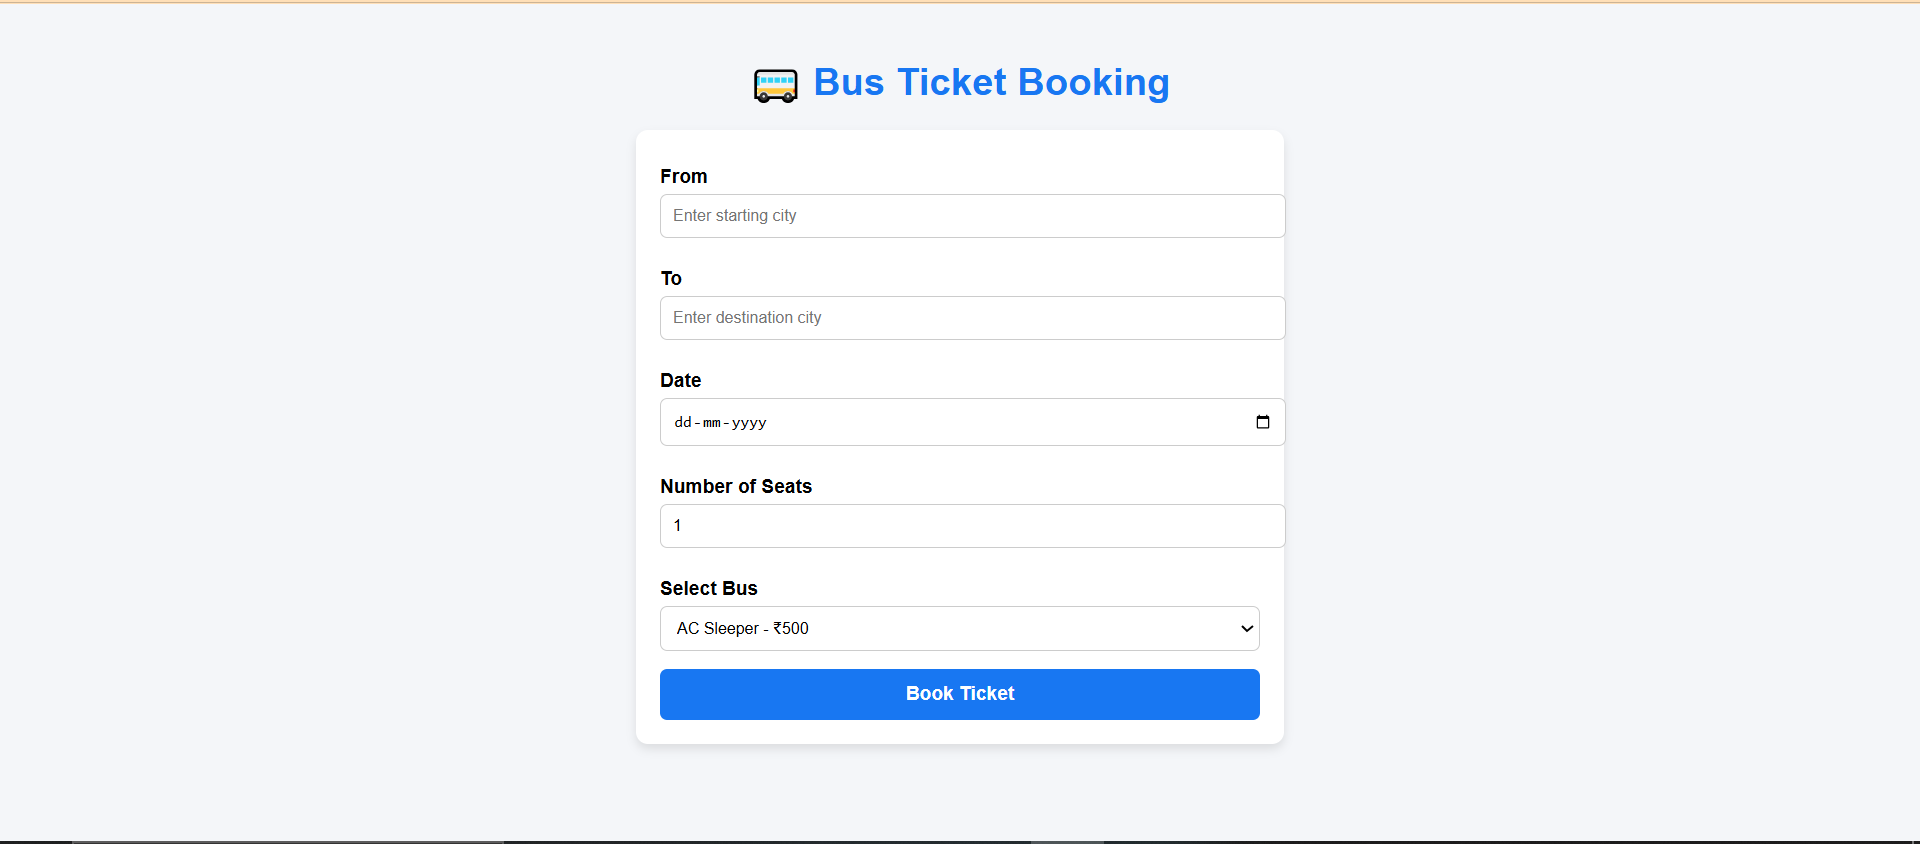 Bus Ticket Booking
From
Enter starting city
To
Enter destination city
Date
dd-mm-yyyy
Number of Seats
1
Select Bus
AC Sleeper - ₹500
Book Ticket